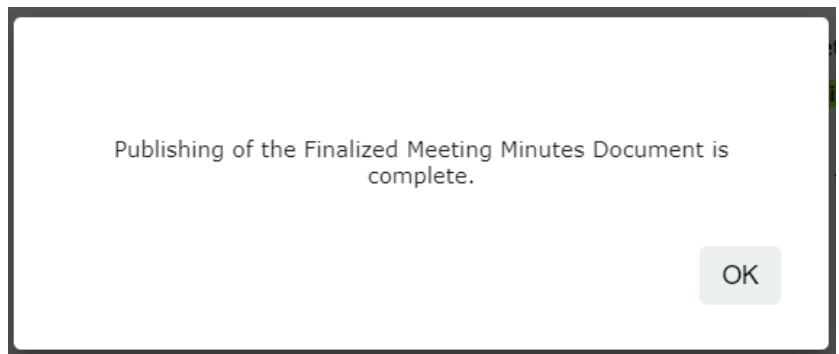 Publishing of the Finalized Meeting Minutes Document is
complete.
OK